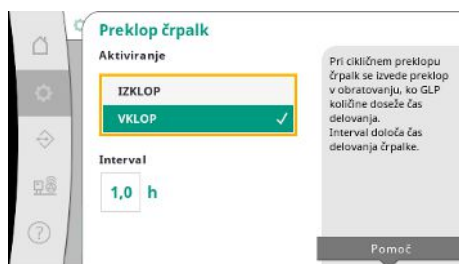 Preklop črpalk
Aktiviranje
IZKLOP
VKLOP
Interval
1,0 h
Pri cikličnem preklopu
črpalk se izvede preklop
v obratovanju, ko GLP
količine doseže čas
delovanja.
Interval določa čas
delovanja črpalke.
Pomoč